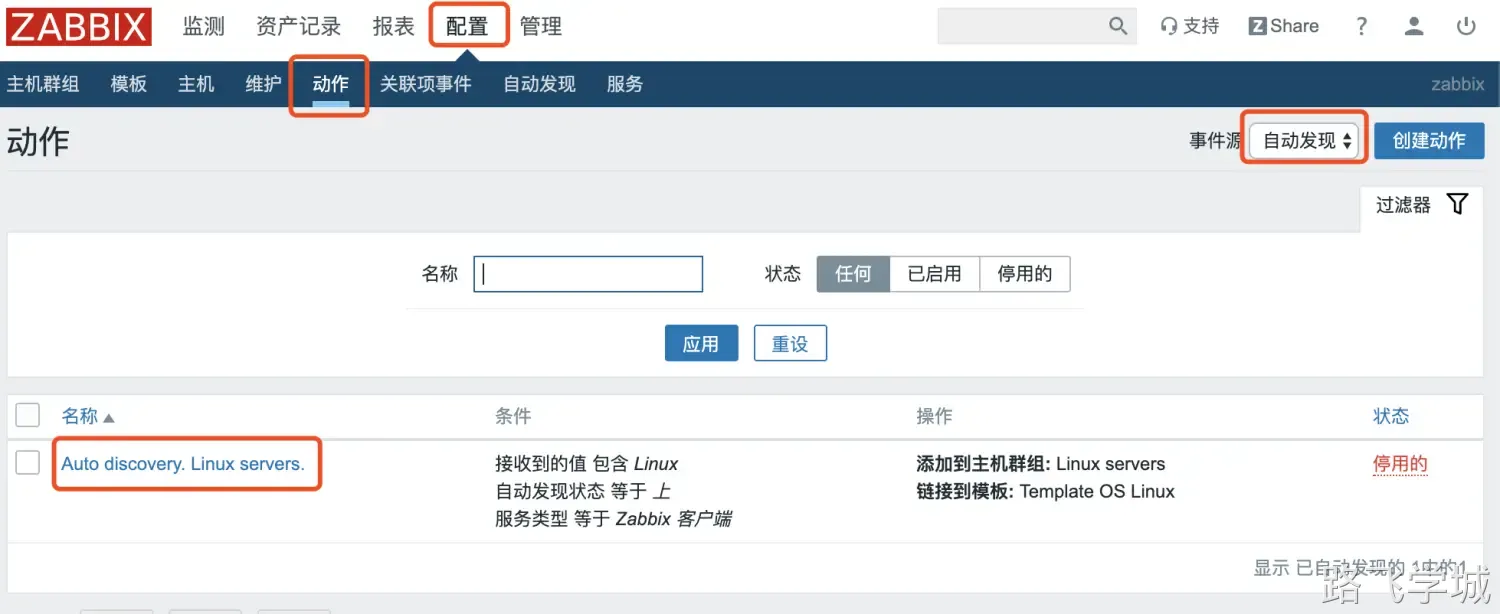 ZABBIX 监测 资产记录 报表 配置 管理 支持 Z Share ?
主机群组 模板 主机 维护 动作 关联项事件 自动发现 服务 zabbix
动作 事件源 自动发现 创建动作
过滤器
名称 状态 任何 已启用 停用的
应用 重设
名称 条件 操作 状态
Auto discovery. Linux servers. 接收到的值 包含 Linux 添加到主机群组: Linux servers 停用的
自动发现状态 等于 上 链接到模板: Template OS Linux
服务类型 等于 Zabbix 客户端
显示 已自动发现的 1中的1
路飞学城